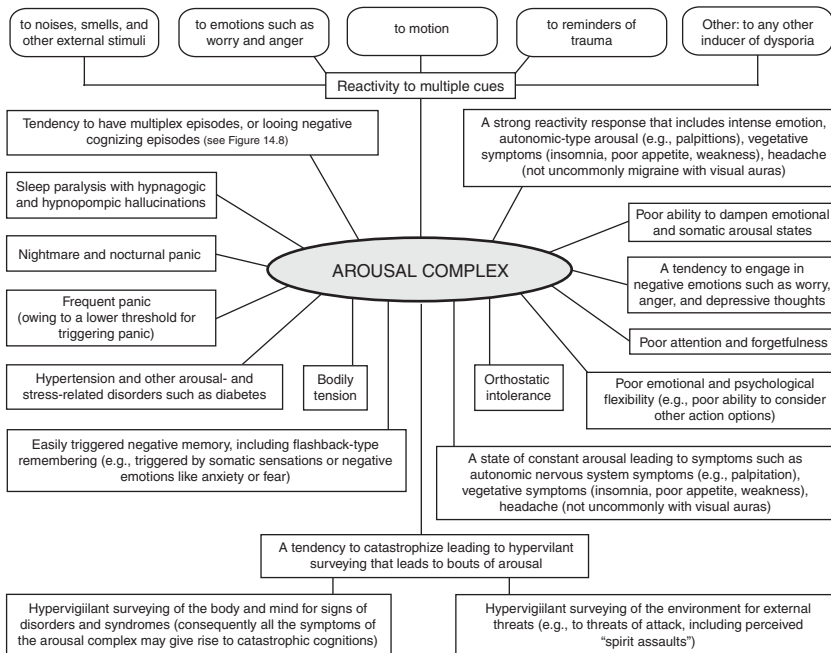 to noises, smells, and
other external stimuli
to emotions such as
worry and anger
to motion
to reminders of
trauma
Other: to any other
inducer of dysporia
Reactivity to multiple cues
Tendency to have multiplex episodes, or looing negative
cognizing episodes (see Figure 14.8)
A strong reactivity response that includes intense emotion,
autonomic-type arousal (e.g., palpittions), vegetative
symptoms (insomnia, poor appetite, weakness), headache
(not uncommonly migraine with visual auras)
Sleep paralysis with hypnagogic
and hypnopompic hallucinations
Poor ability to dampen emotional
and somatic arousal states
Nightmare and nocturnal panic
AROUSAL COMPLEX
A tendency to engage in
negative emotions such as worry,
anger, and depressive thoughts
Frequent panic
(owing to a lower threshold for
triggering panic)
Poor attention and forgetfulness
Hypertension and other arousal- and
stress-related disorders such as diabetes
Bodily
tension
Orthostatic
intolerance
Poor emotional and psychological
flexibility (e.g., poor ability to consider
other action options)
Easily triggered negative memory, including flashback-type
remembering (e.g., triggered by somatic sensations or negative
emotions like anxiety or fear)
A state of constant arousal leading to symptoms such as
autonomic nervous system symptoms (e.g., palpitation),
vegetative symptoms (insomnia, poor appetite, weakness),
headache (not uncommonly with visual auras)
A tendency to catastrophize leading to hypervilant
surveying that leads to bouts of arousal
Hypervigiilant surveying of the body and mind for signs of
disorders and syndromes (consequently all the symptoms
of the arousal complex may give rise to catastrophic cognitions)
Hypervigiilant surveying of the environment for external
threats (e.g., to threats of attack, including perceived
“spirit assaults”)